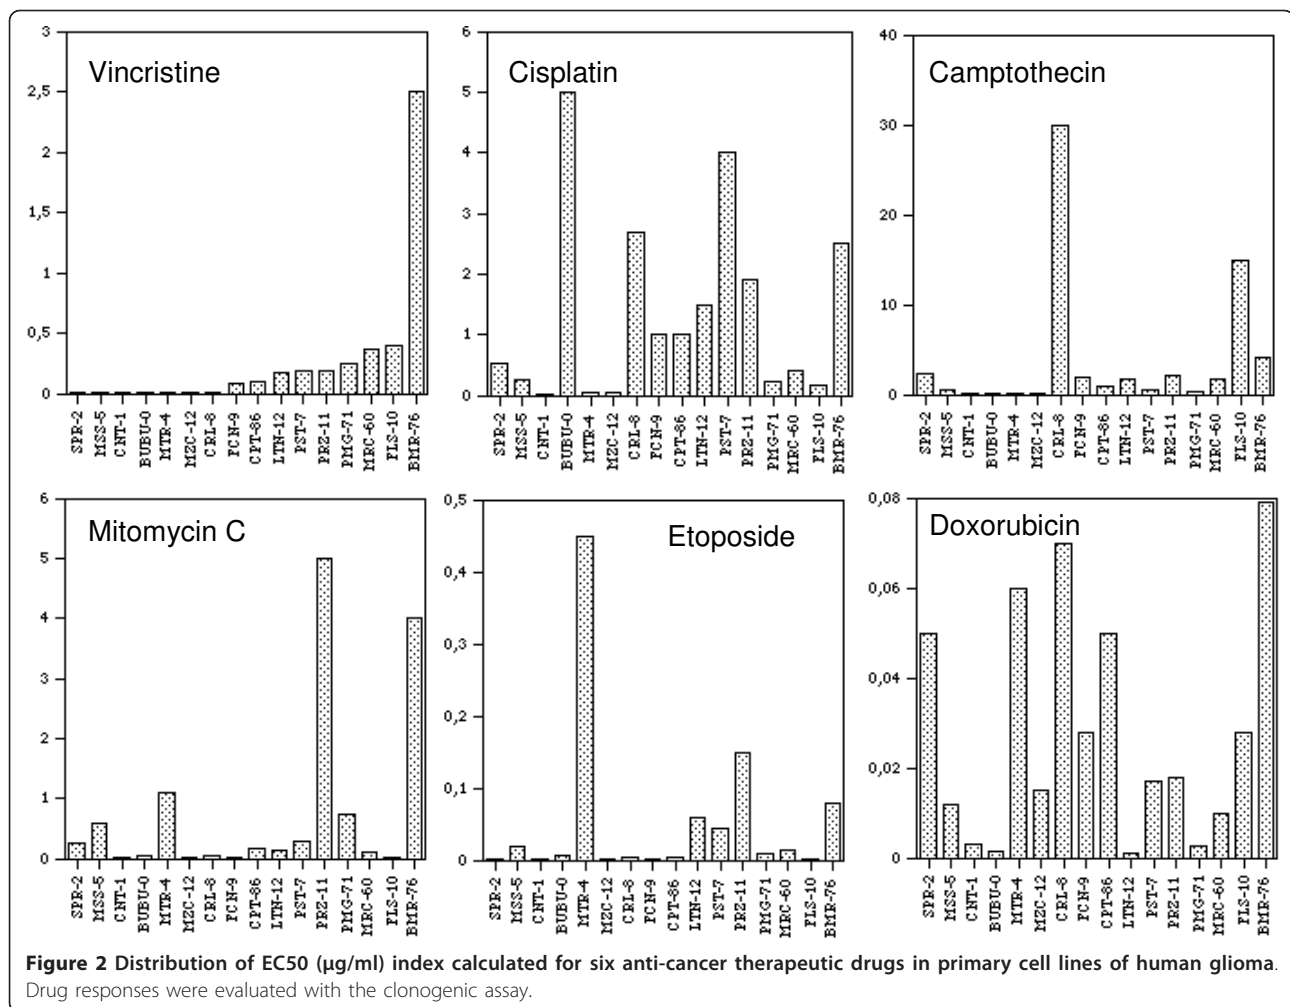 Vincristine
3
2,5
2
1,5
1
0,5
0
SPR-2 MSS-5 CNT-1 BUBU-0 MTR-4 MZC-12 CRL-8 FCN-9 CPT-86 LTN-12 PST-7 PRZ-11 PMG-71 MRC-60 FLS-10 BMR-76
Cisplatin
6
5
4
3
2
1
0
SPR-2 MSS-5 CNT-1 BUBU-0 MTR-4 MZC-12 CRL-8 FCN-9 CPT-86 LTN-12 PST-7 PRZ-11 PMG-71 MRC-60 FLS-10 BMR-76
Camptothecin
40
30
20
10
0
SPR-2 MSS-5 CNT-1 BUBU-0 MTR-4 MZC-12 CRL-8 FCN-9 CPT-86 LTN-12 PST-7 PRZ-11 PMG-71 MRC-60 FLS-10 BMR-76
Mitomycin C
6
5
4
3
2
1
0
SPR-2 MSS-5 CNT-1 BUBU-0 MTR-4 MZC-12 CRL-8 FCN-9 CPT-86 LTN-12 PST-7 PRZ-11 PMG-71 MRC-60 FLS-10 BMR-76
Etoposide
0,5
0,4
0,3
0,2
0,1
0
SPR-2 MSS-5 CNT-1 BUBU-0 MTR-4 MZC-12 CRL-8 FCN-9 CPT-86 LTN-12 PST-7 PRZ-11 PMG-71 MRC-60 FLS-10 BMR-76
Doxorubicin
0,08
0,06
0,04
0,02
0
SPR-2 MSS-5 CNT-1 BUBU-0 MTR-4 MZC-12 CRL-8 FCN-9 CPT-86 LTN-12 PST-7 PRZ-11 PMG-71 MRC-60 FLS-10 BMR-76
Figure 2 Distribution of EC50 (μg/ml) index calculated for six anti-cancer therapeutic drugs in primary cell lines of human glioma.
Drug responses were evaluated with the clonogenic assay.